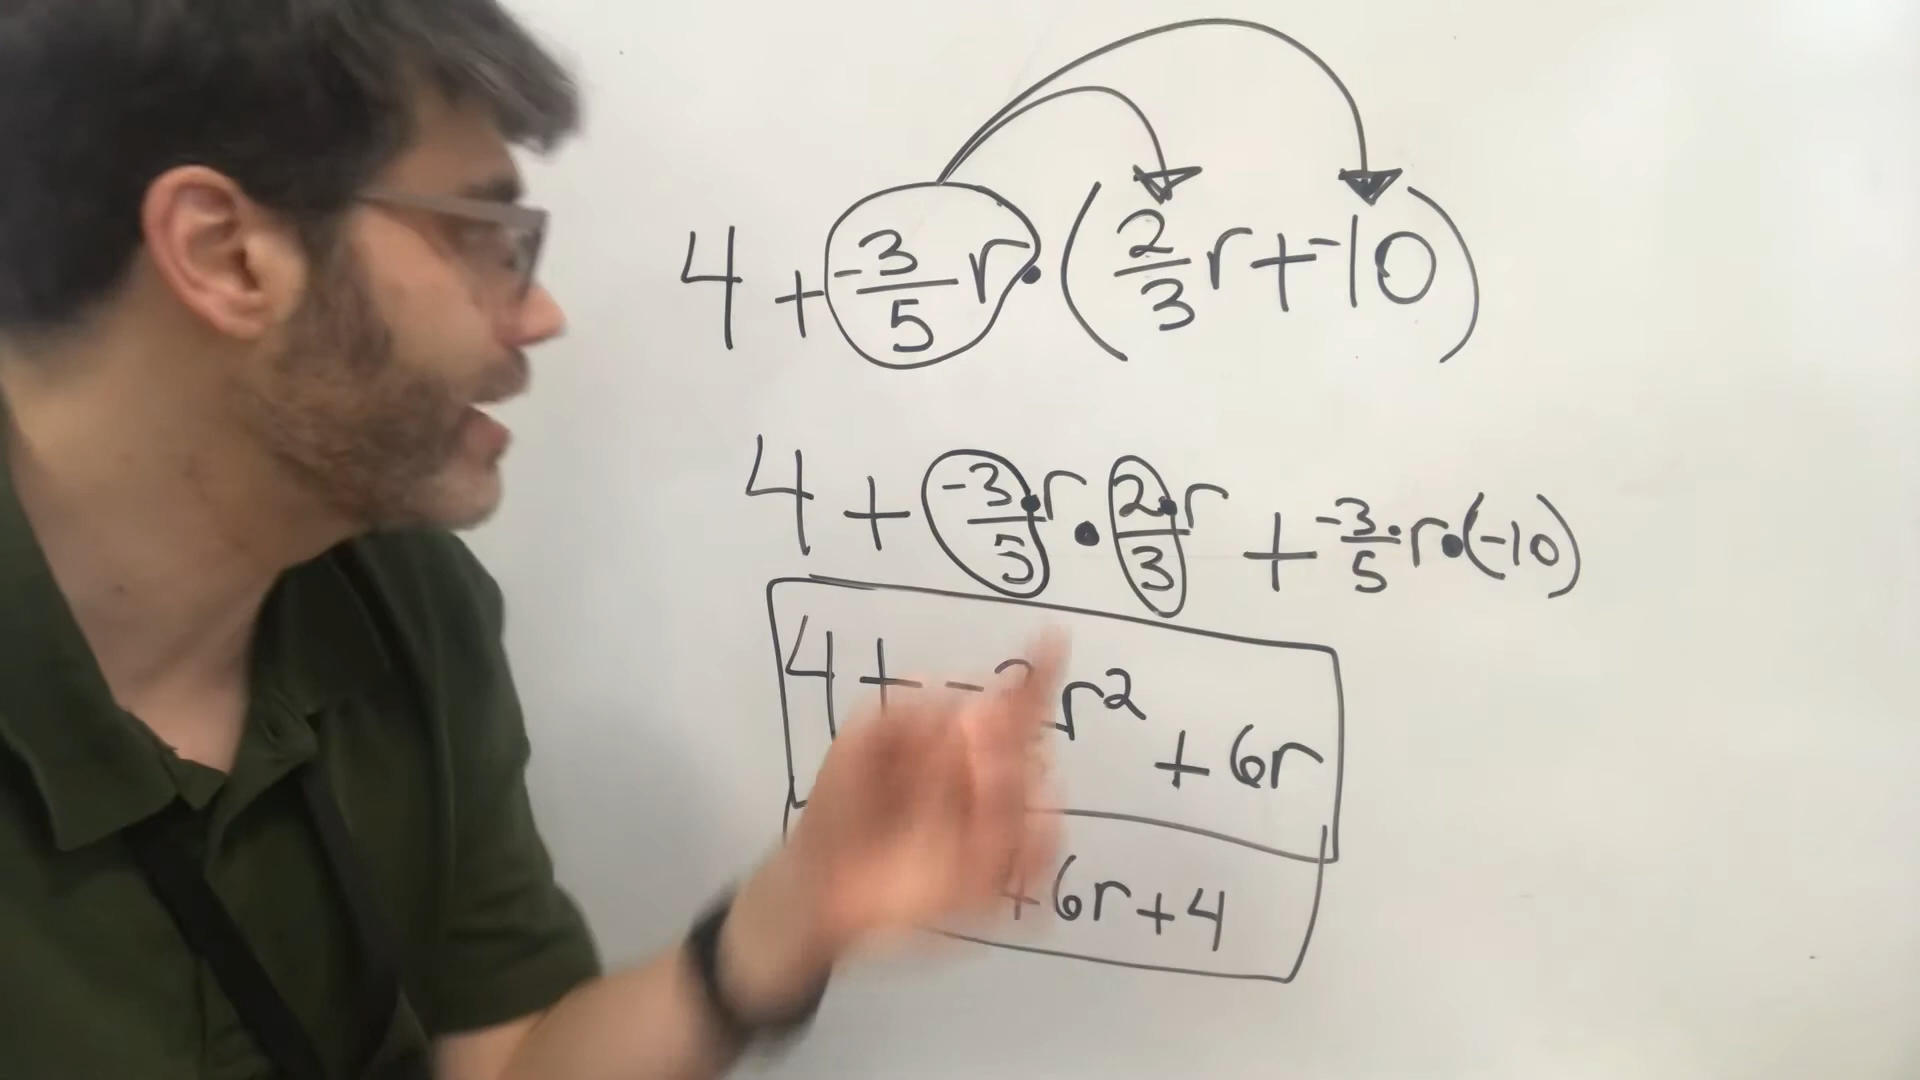 4 + -3/5 r · (2/3 r + -10)
4 + -3/5 · r · 2/3 · r + -3/5 · r · (-10)
4 + - r² + 6r
+6r+4